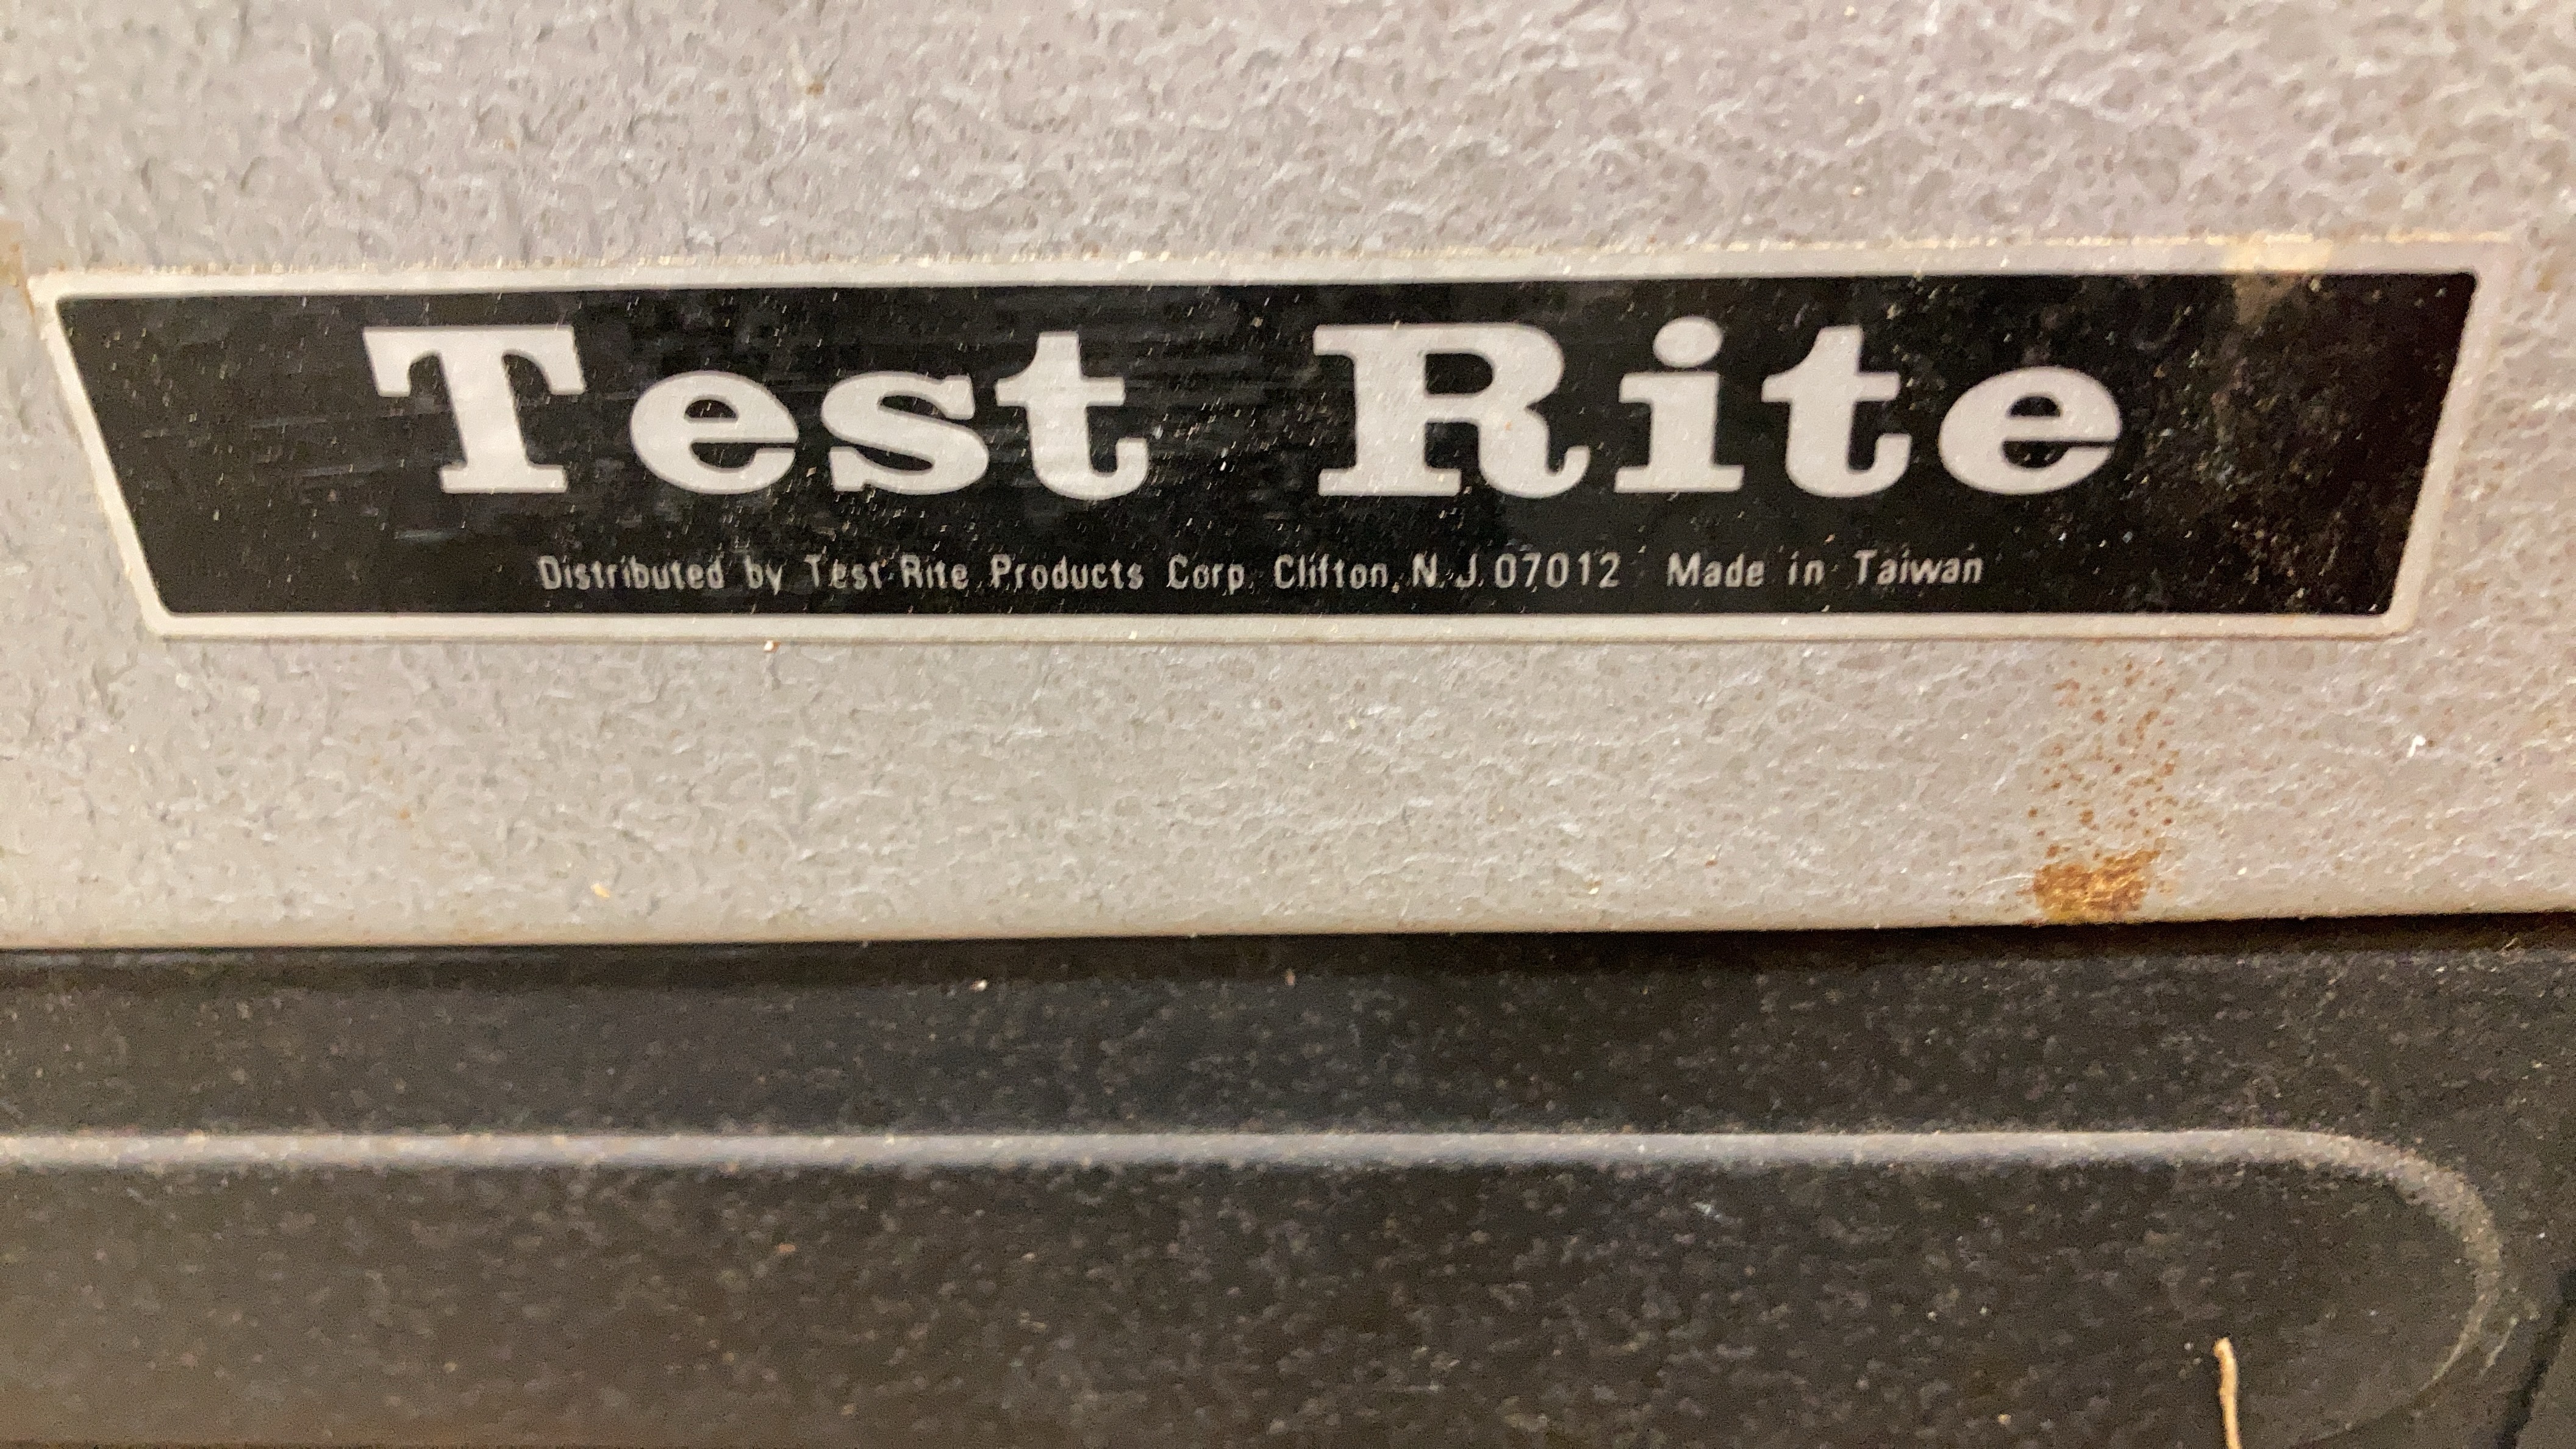 Test Rite
Distributed by Test Rite Products Corp. Clifton, N.J. 07012 Made in Taiwan